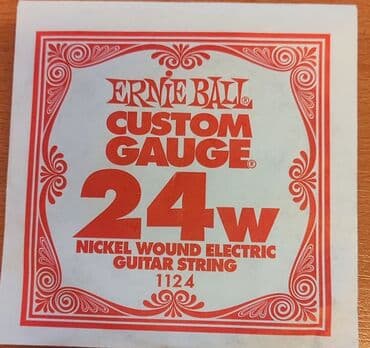 ERNIE BALL®
CUSTOM
GAUGE®
24W
NICKEL WOUND ELECTRIC
GUITAR STRING
1124